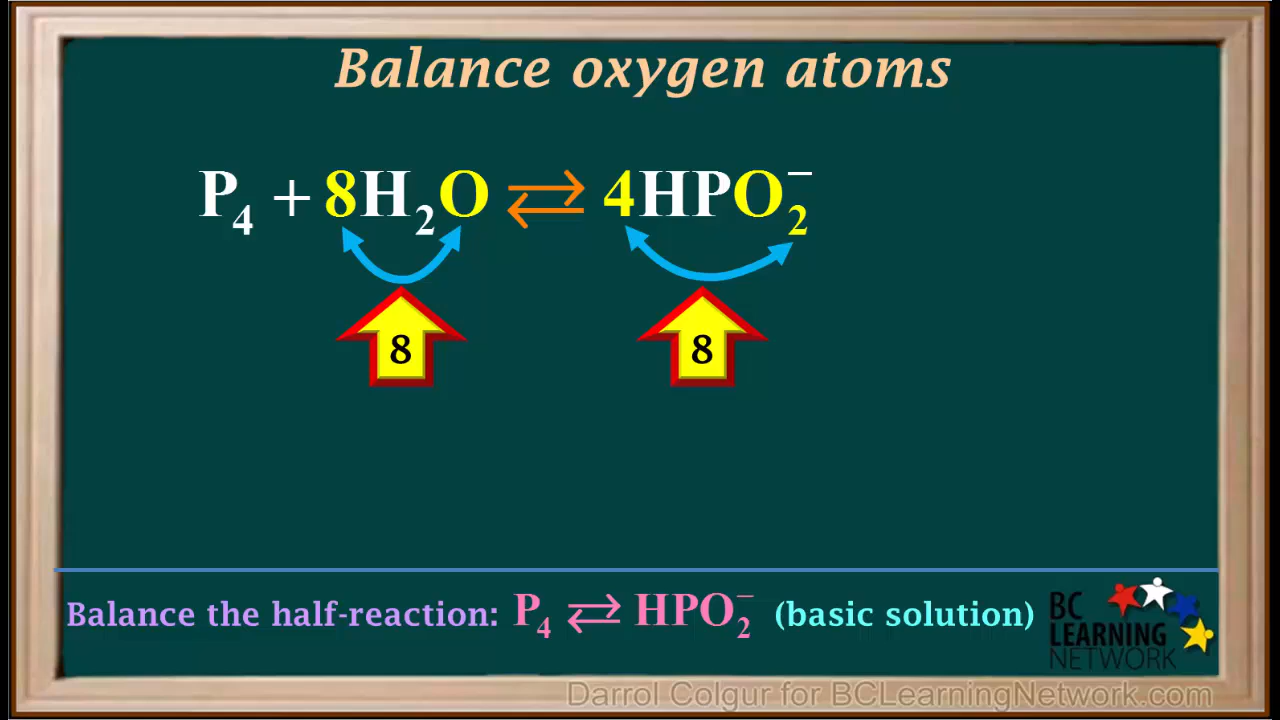 Balance oxygen atoms
P₄ + 8H₂O ⇄ 4HPO₂⁻
8 8
Balance the half-reaction: P₄ ⇄ HPO₂⁻ (basic solution)
BC
LEARNING
NETWORK
Darrol Colgur for BCLearningNetwork.com